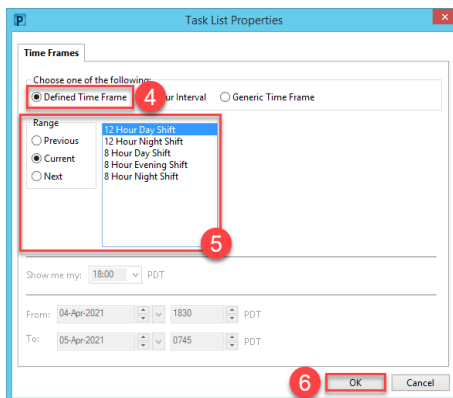 P Task List Properties x
Time Frames
Choose one of the following:
Defined Time Frame 4 ur Interval Generic Time Frame
Range
Previous
Current
Next
12 Hour Day Shift
12 Hour Night Shift
8 Hour Day Shift
8 Hour Evening Shift
8 Hour Night Shift
5
Show me my: 18:00 PDT
From: 04-Apr-2021 1830 PDT
To: 05-Apr-2021 0745 PDT
6 OK Cancel